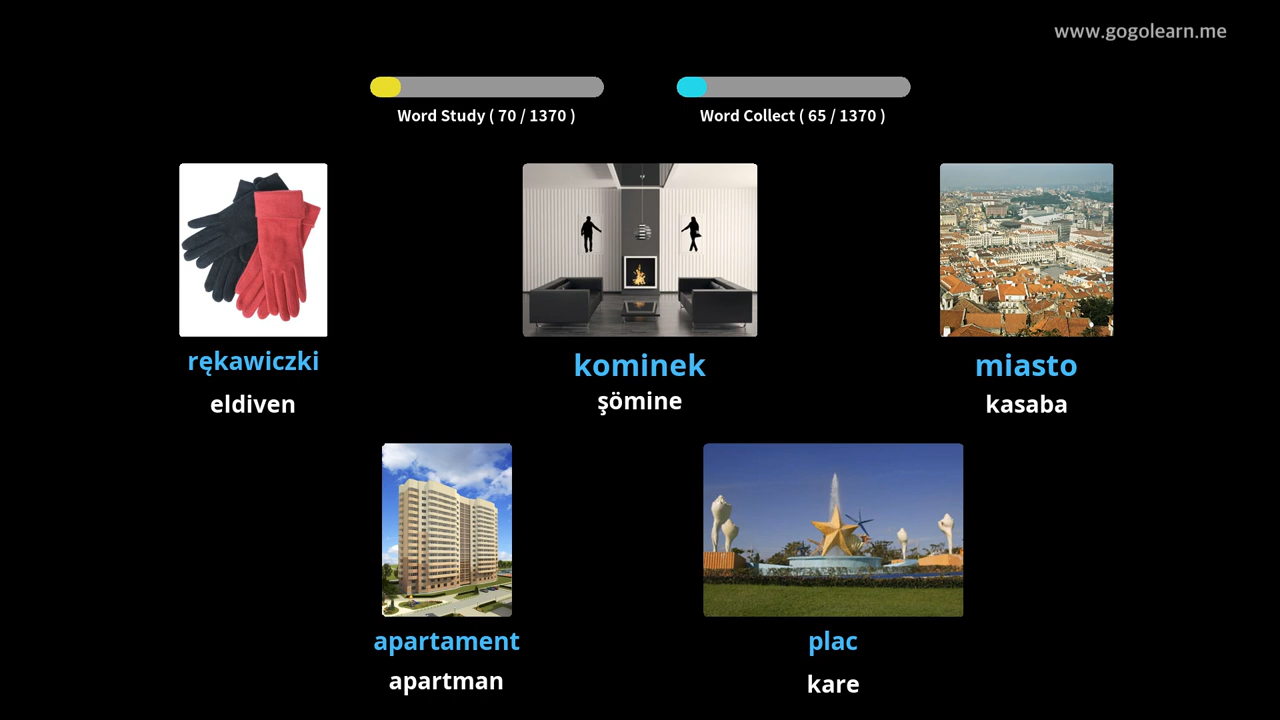 www.gogolearn.me
Word Study ( 70 / 1370 )
Word Collect ( 65 / 1370 )
rękawiczki
eldiven
kominek
şömine
miasto
kasaba
apartament
apartman
plac
kare